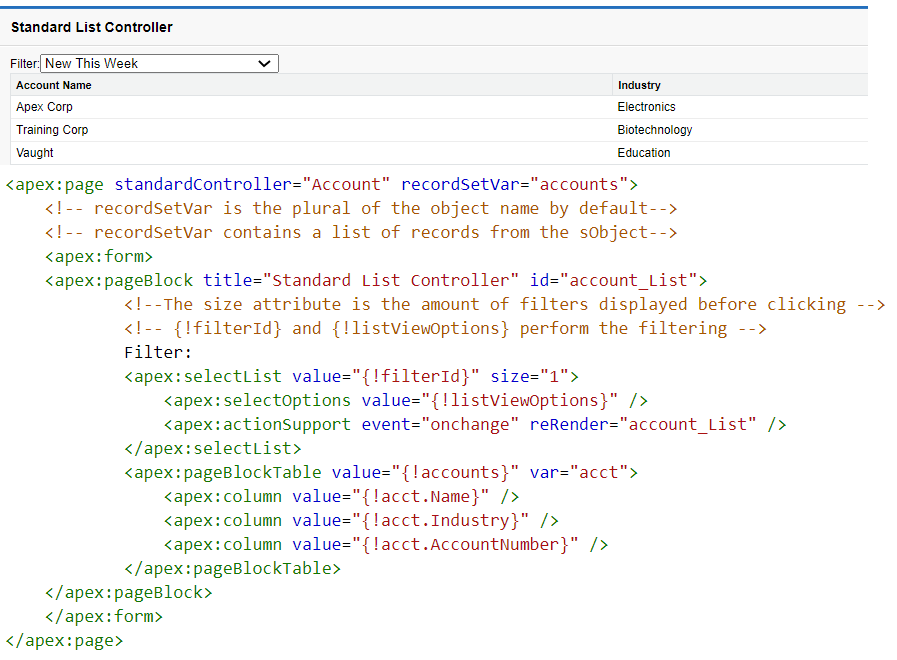 Standard List Controller
Filter: New This Week
Account Name Industry
Apex Corp Electronics
Training Corp Biotechnology
Vaught Education
<apex:page standardController="Account" recordSetVar="accounts">
<!-- recordSetVar is the plural of the object name by default-->
<!-- recordSetVar contains a list of records from the sObject-->
<apex:form>
<apex:pageBlock title="Standard List Controller" id="account_List">
<!--The size attribute is the amount of filters displayed before clicking -->
<!-- {!filterId} and {!listViewOptions} perform the filtering -->
Filter:
<apex:selectList value="{!filterId}" size="1">
<apex:selectOptions value="{!listViewOptions}" />
<apex:actionSupport event="onchange" reRender="account_List" />
</apex:selectList>
<apex:pageBlockTable value="{!accounts}" var="acct">
<apex:column value="{!acct.Name}" />
<apex:column value="{!acct.Industry}" />
<apex:column value="{!acct.AccountNumber}" />
</apex:pageBlockTable>
</apex:pageBlock>
</apex:form>
</apex:page>